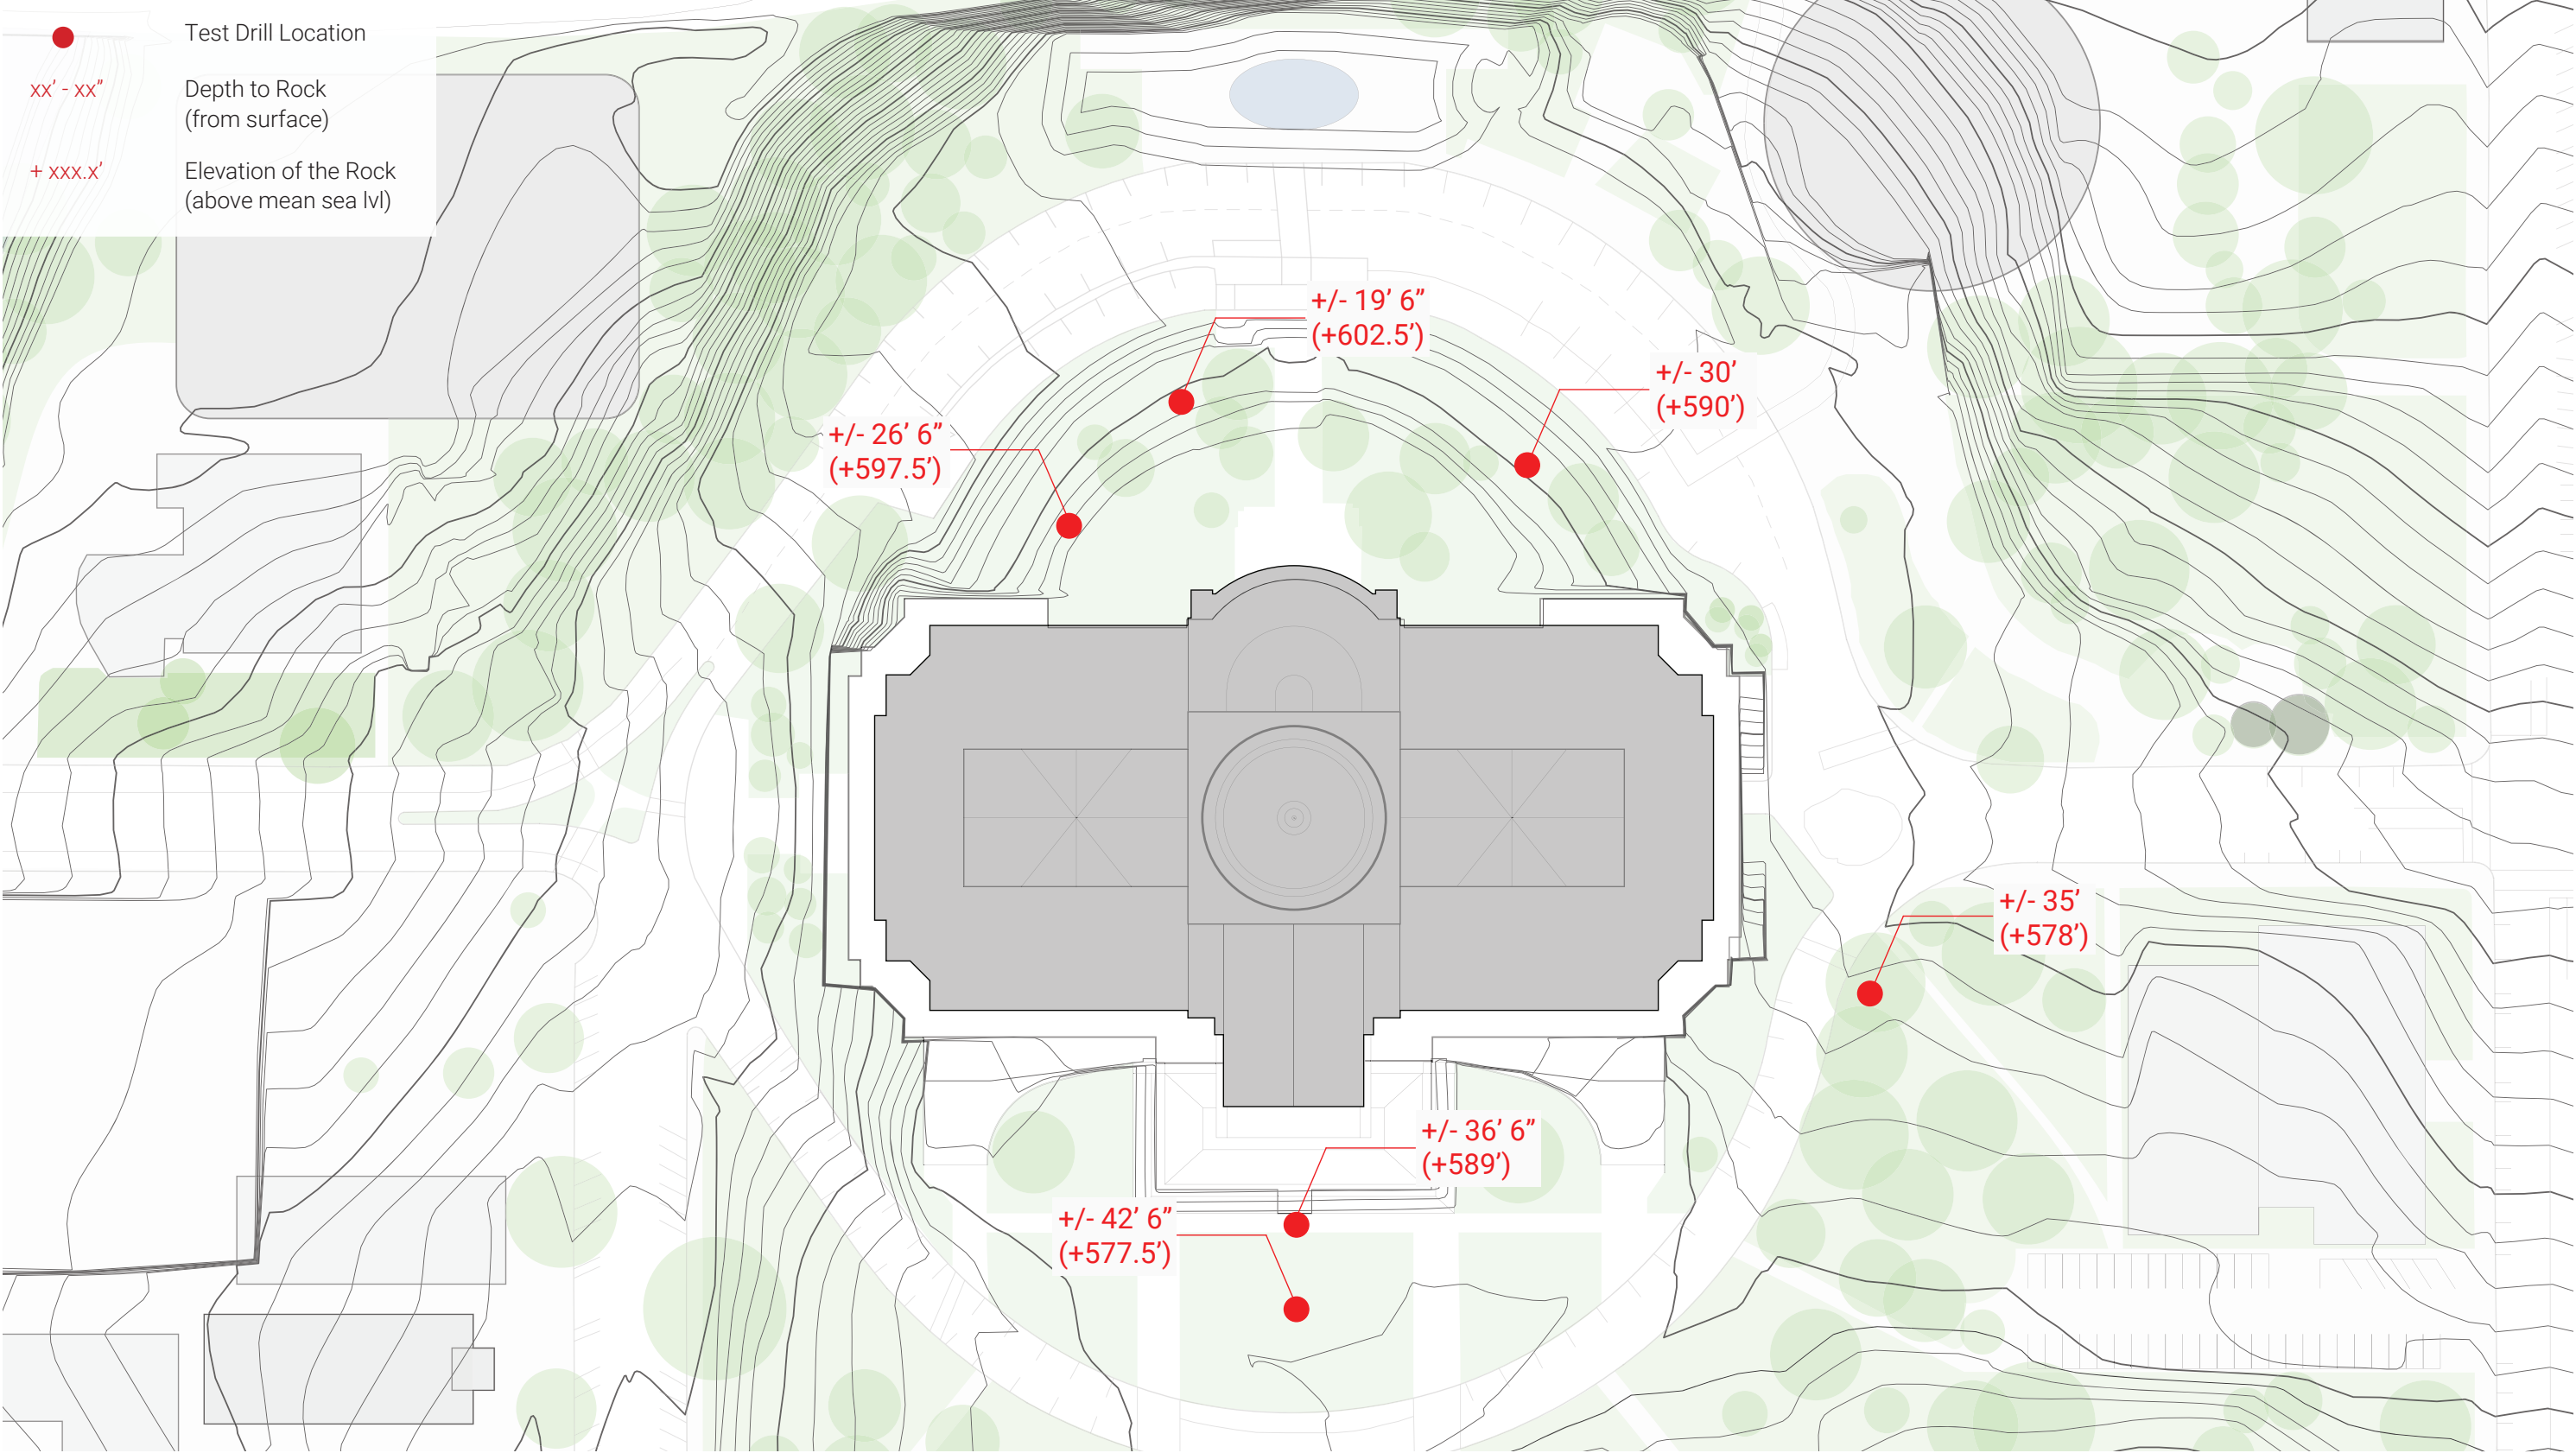 Test Drill Location
xx’ - xx”
Depth to Rock
(from surface)
+ xxx.x’
Elevation of the Rock
(above mean sea lvl)
+/- 19’ 6”
(+602.5’)
+/- 30’
(+590’)
+/- 26’ 6”
(+597.5’)
+/- 35’
(+578’)
+/- 36’ 6”
(+589’)
+/- 42’ 6”
(+577.5’)